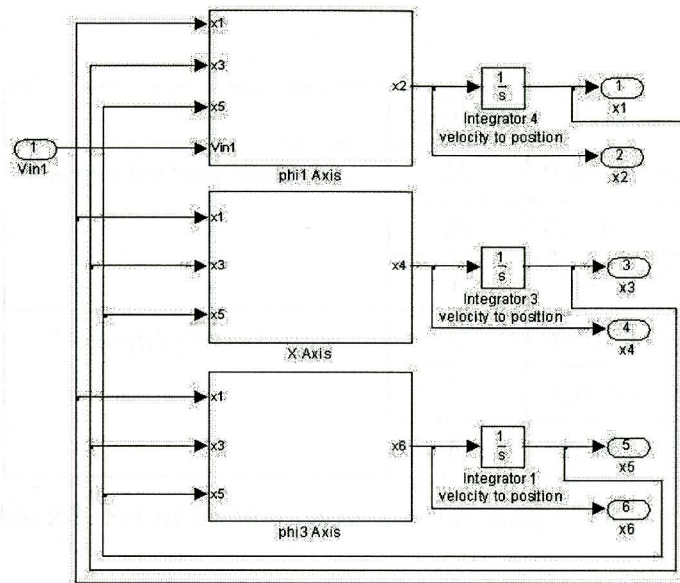 x1
x3
x5
Vin1
x2
phi1 Axis
1
Vin1
1
s
Integrator 4
velocity to position
1
x1
2
x2
x1
x3
x5
x4
X Axis
1
s
Integrator 3
velocity to position
3
x3
4
x4
x1
x3
x5
x6
phi3 Axis
1
s
Integrator 1
velocity to position
5
x5
6
x6